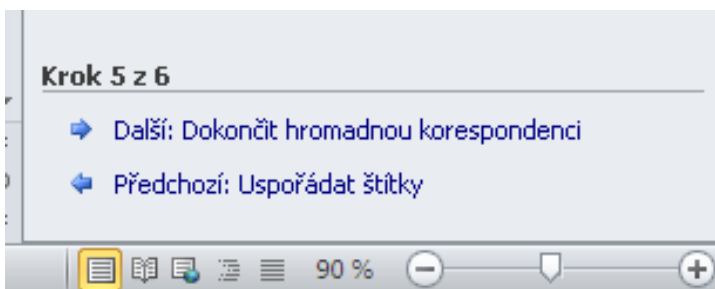 Krok 5 z 6
Další: Dokončit hromadnou korespondenci
Předchozí: Uspořádat štítky
90 %